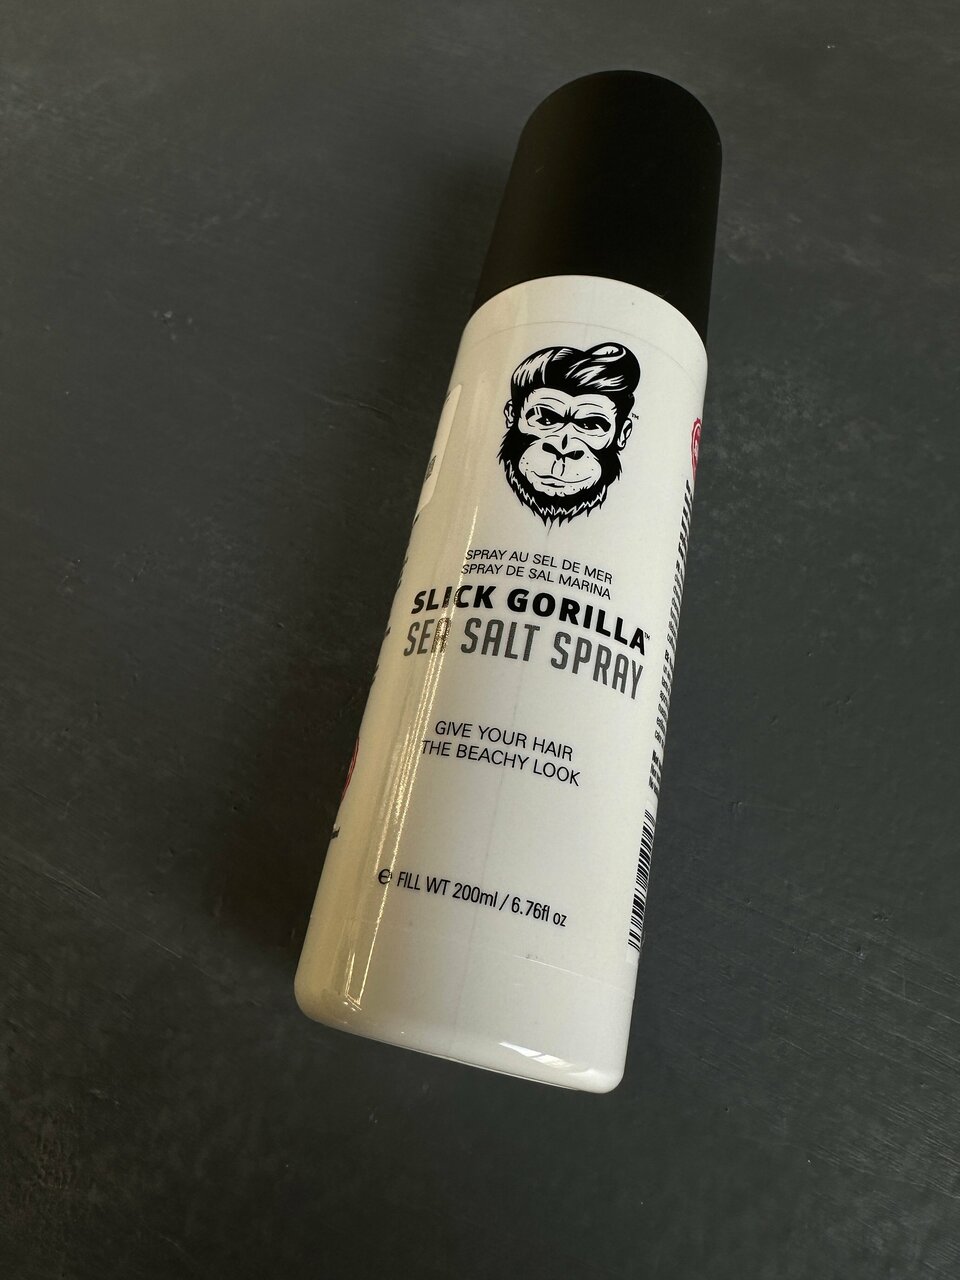 SPRAY AU SEL DE MER
SPRAY DE SAL MARINA
SLICK GORILLA™
SEA SALT SPRAY
GIVE YOUR HAIR
THE BEACHY LOOK
℮ FILL WT 200ml / 6.76fl oz